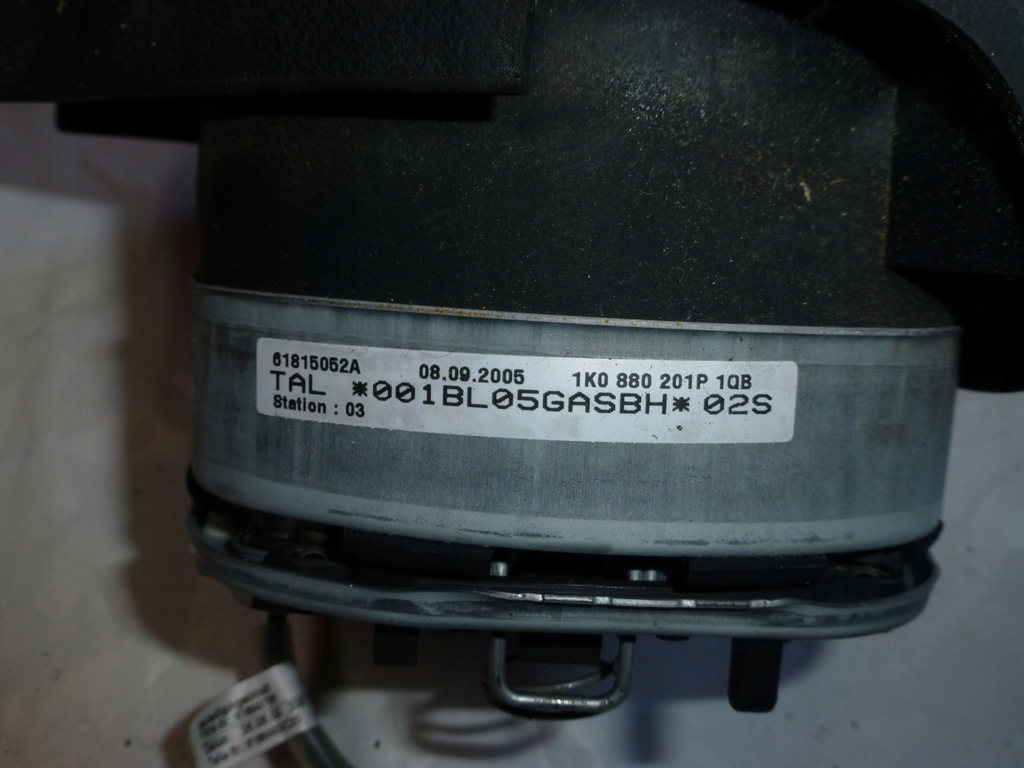 61815052A 08.09.2005 1K0 880 201P 1QB
TAL *001BL05GASBH* 02S
Station : 03